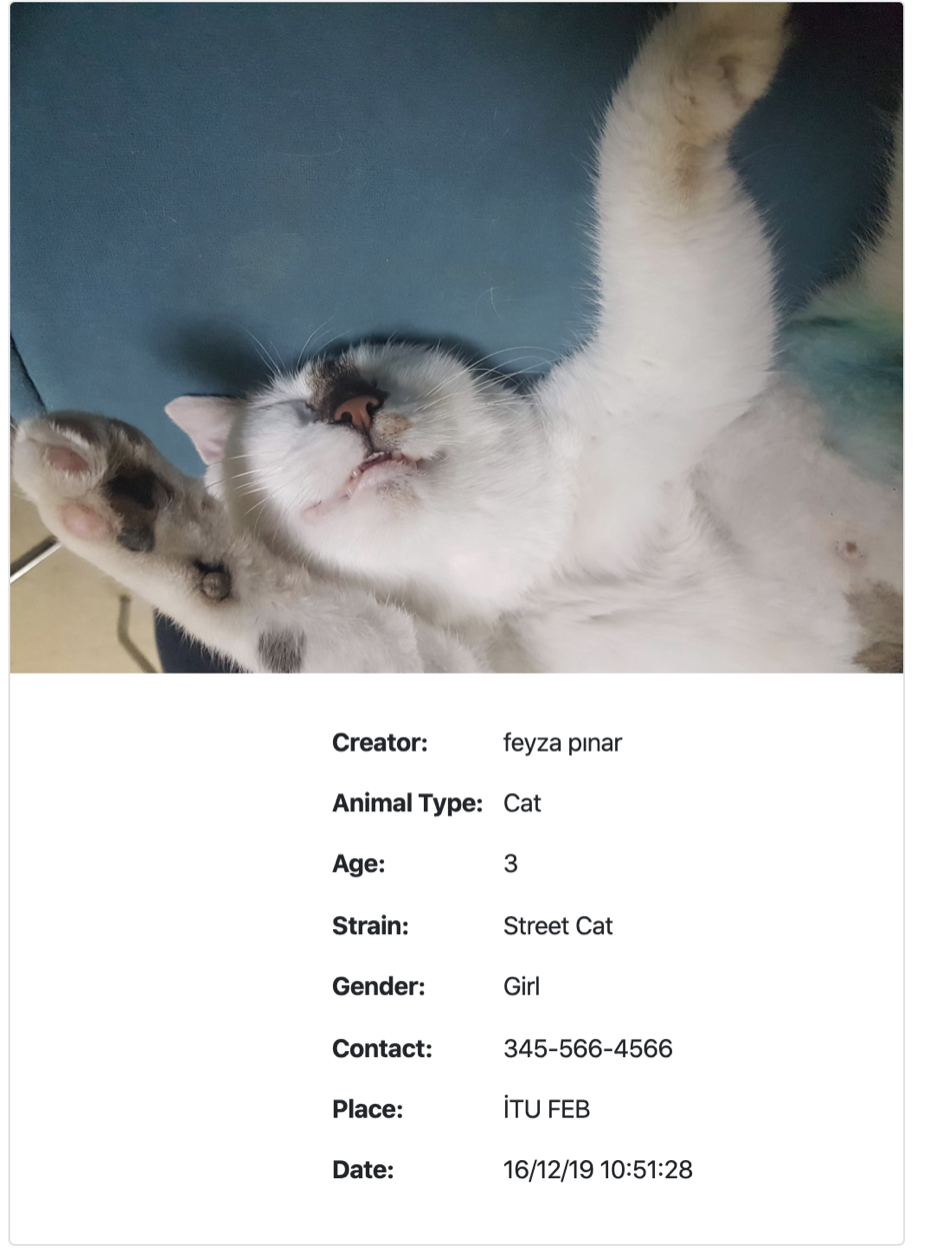 Creator: feyza pınar
Animal Type: Cat
Age: 3
Strain: Street Cat
Gender: Girl
Contact: 345-566-4566
Place: İTU FEB
Date: 16/12/19 10:51:28